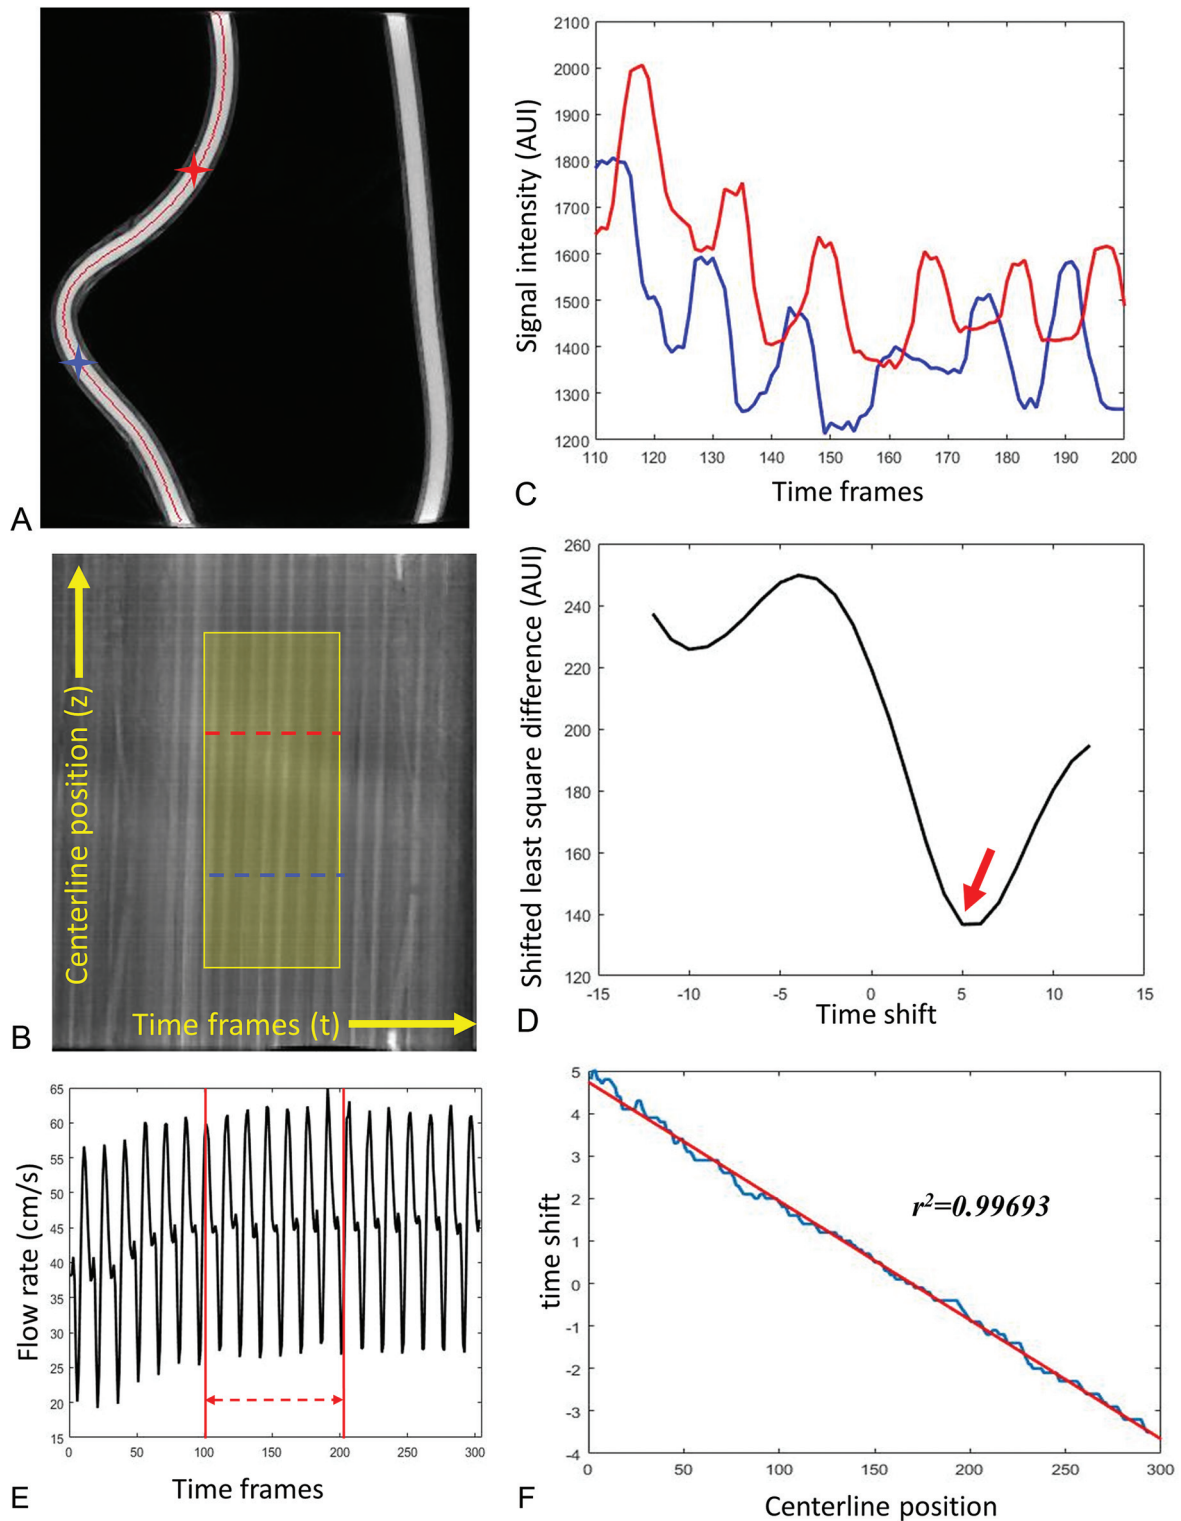 A
2100
2000
1900
1800
1700
1600
1500
1400
1300
1200
Signal intensity (AUI)
110 120 130 140 150 160 170 180 190 200
Time frames
C
Centerline position (z)
Time frames (t)
B
260
240
220
200
180
160
140
120
Shifted least square difference (AUI)
-15 -10 -5 0 5 10 15
Time shift
D
65
60
55
50
45
40
35
30
25
20
15
Flow rate (cm/s)
0 50 100 150 200 250 300
Time frames
E
5
4
3
2
1
0
-1
-2
-3
-4
time shift
r²=0.99693
0 50 100 150 200 250 300
Centerline position
F